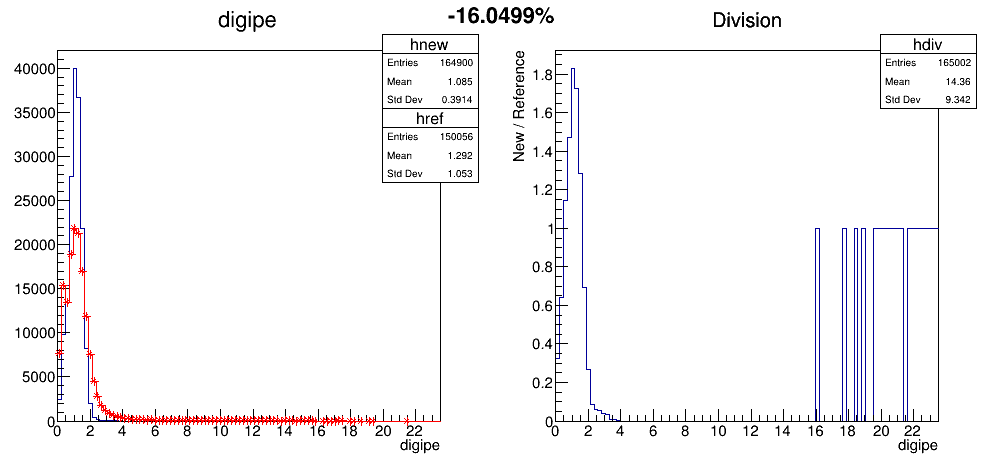 -16.0499%
digipe
hnew
Entries 164900
Mean 1.085
Std Dev 0.3914
href
Entries 150056
Mean 1.292
Std Dev 1.053
40000
35000
30000
25000
20000
15000
10000
5000
0
0 2 4 6 8 10 12 14 16 18 20 22
digipe
Division
hdiv
Entries 165002
Mean 14.36
Std Dev 9.342
New / Reference
1.8
1.6
1.4
1.2
1
0.8
0.6
0.4
0.2
0
0 2 4 6 8 10 12 14 16 18 20 22
digipe